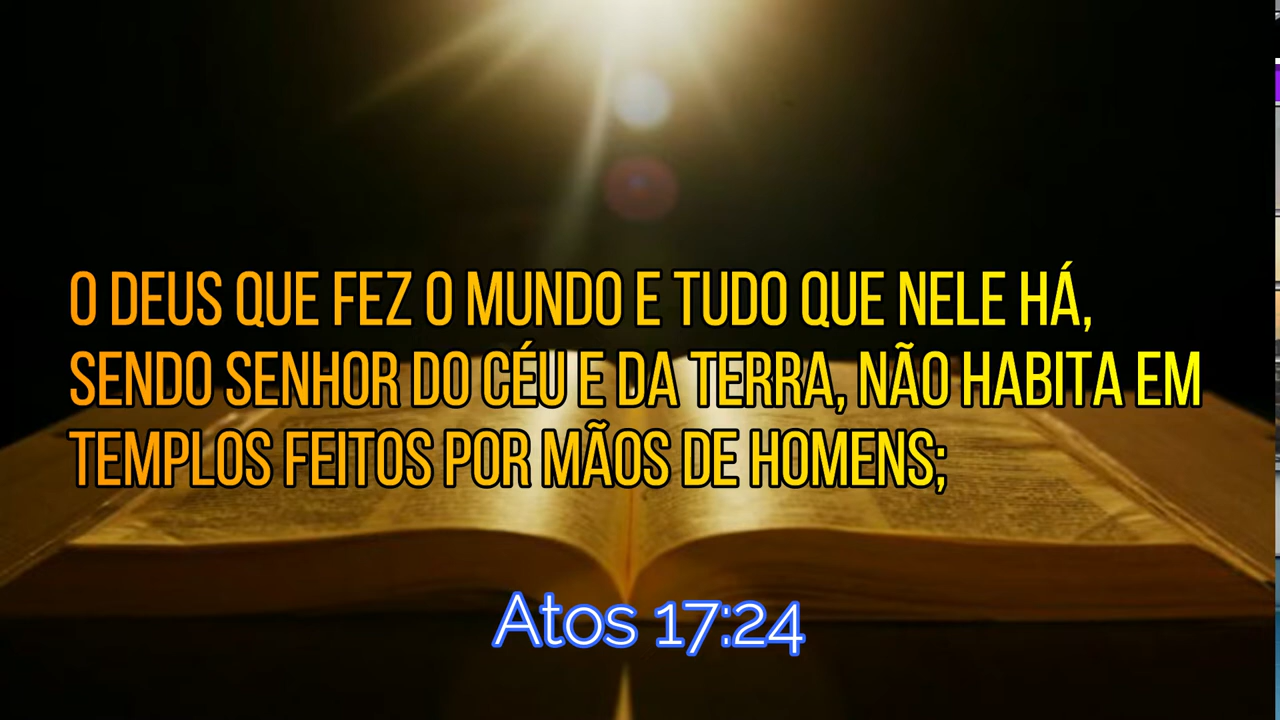 O DEUS QUE FEZ O MUNDO E TUDO QUE NELE HÁ,
SENDO SENHOR DO CÉU E DA TERRA, NÃO HABITA EM
TEMPLOS FEITOS POR MÃOS DE HOMENS;
Atos 17:24